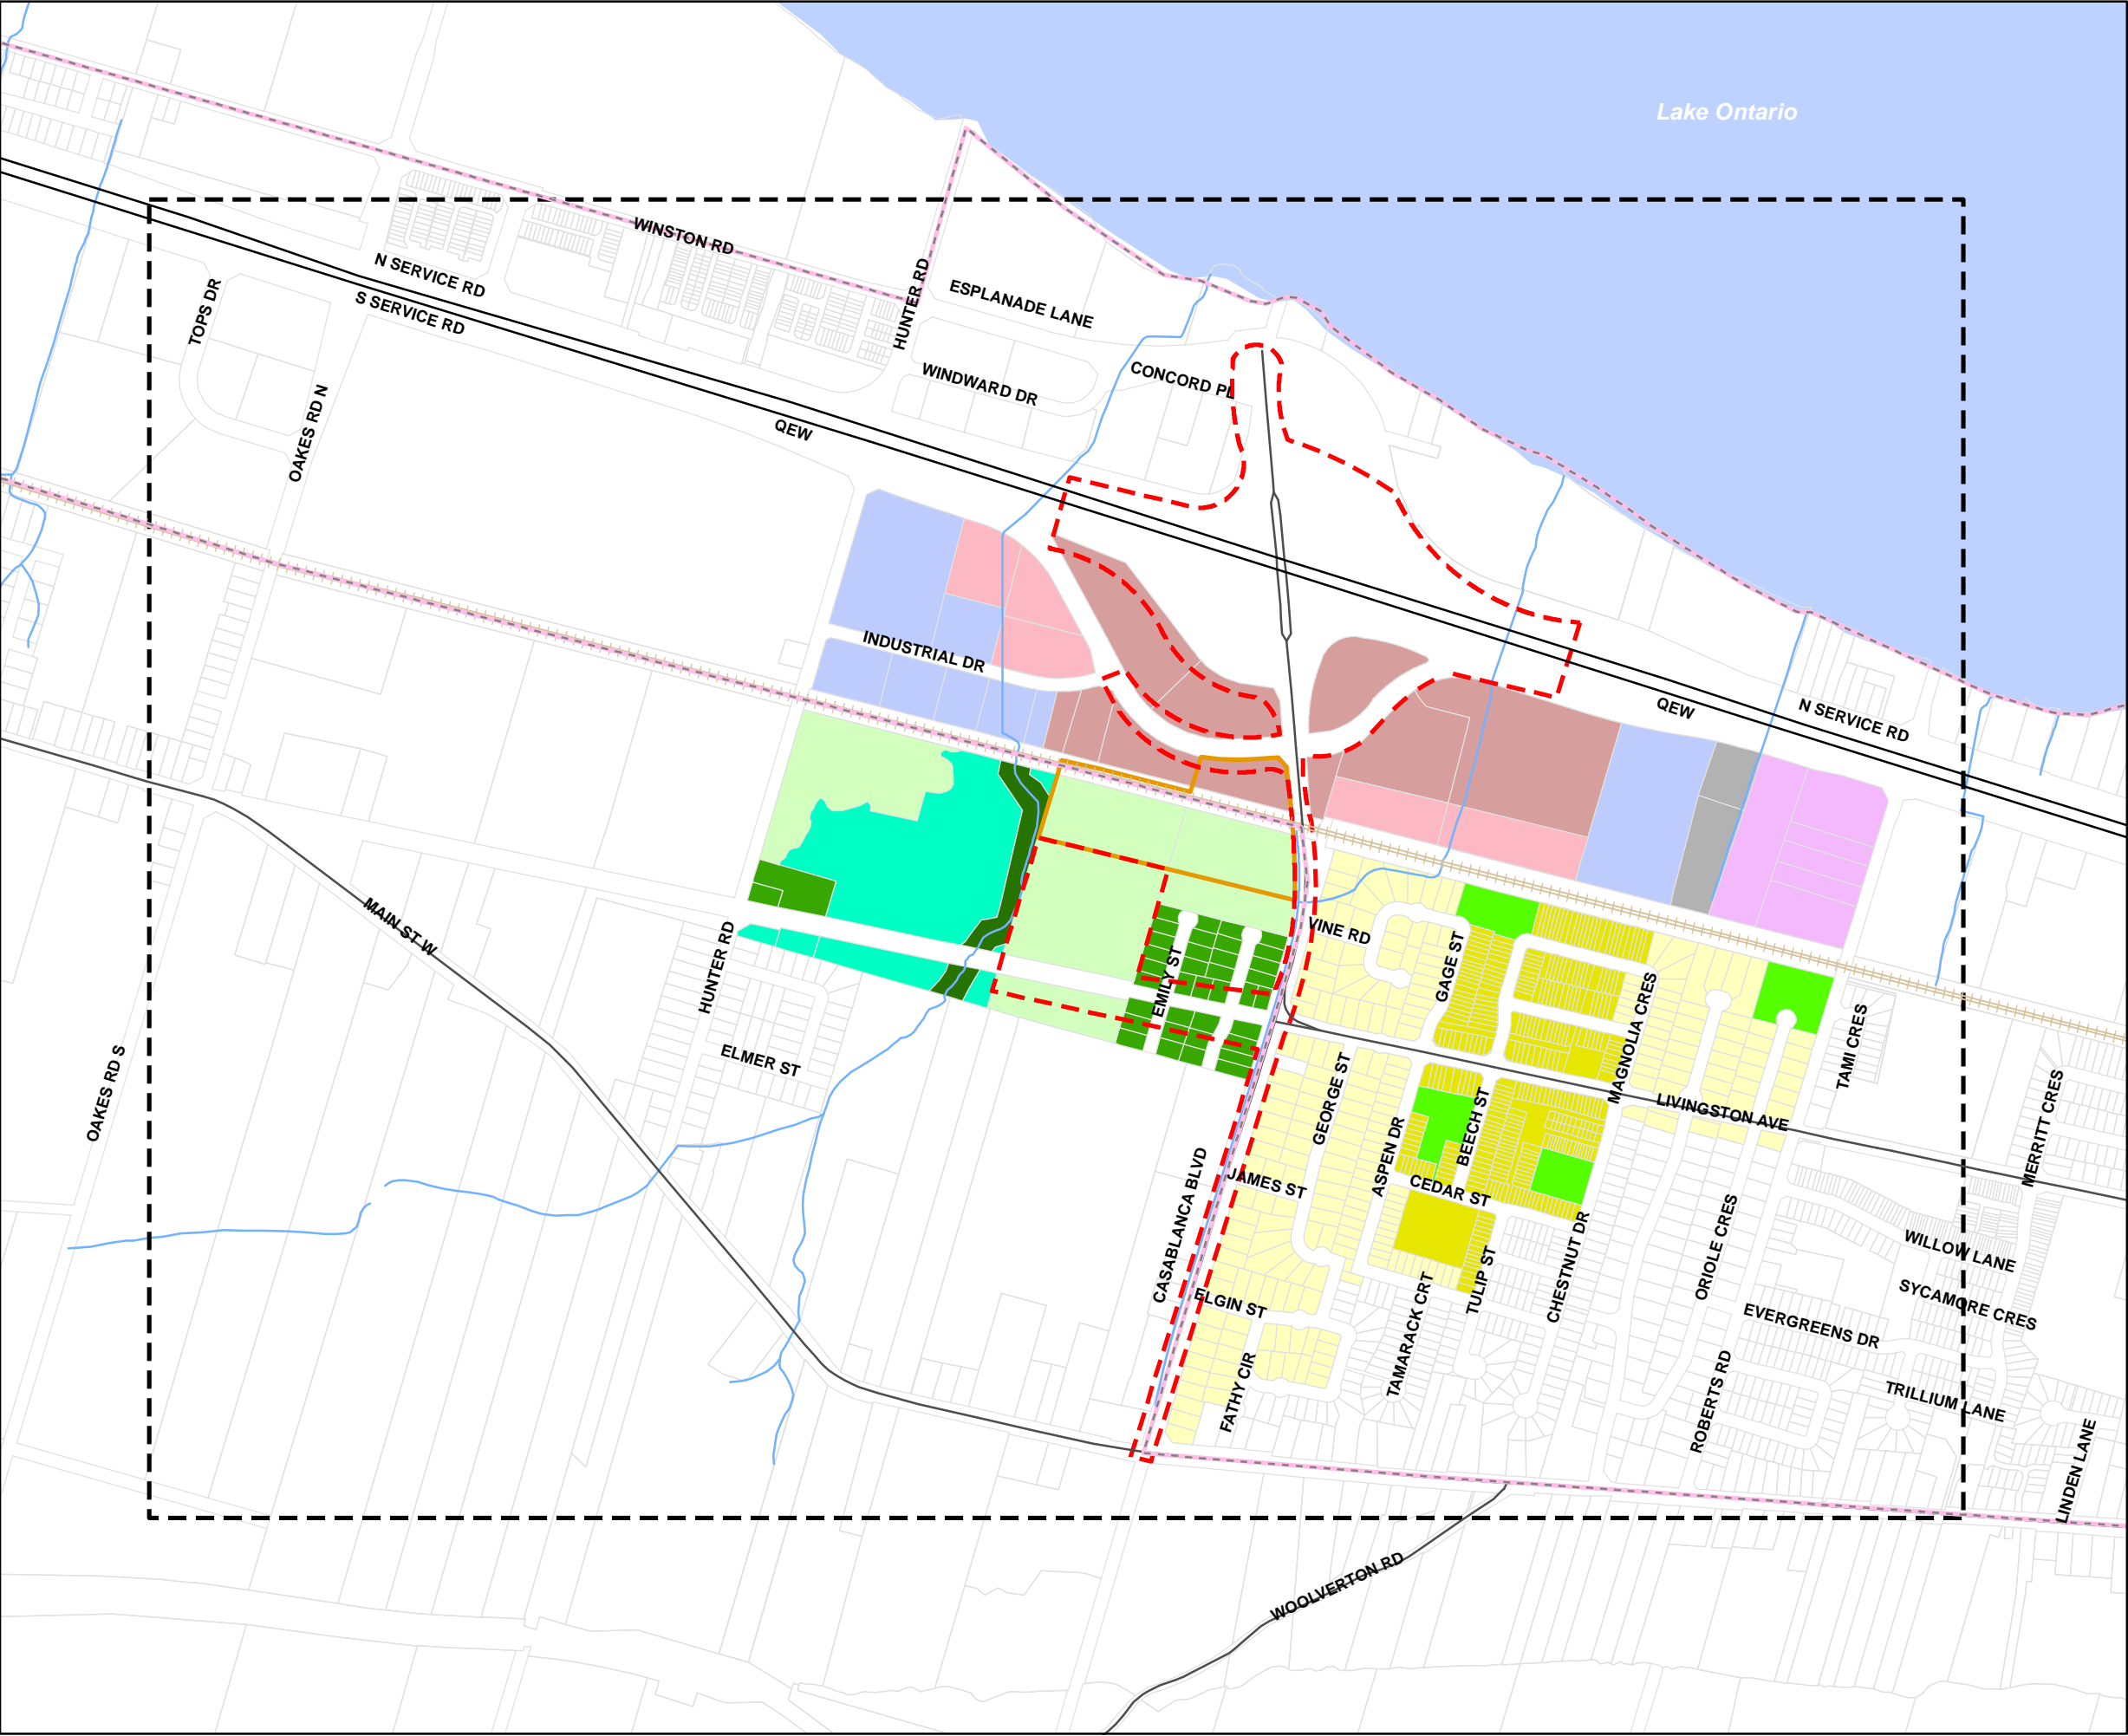 Lake Ontario
WINSTON RD
N SERVICE RD
S SERVICE RD
TOPS DR
HUNTER RD
ESPLANADE LANE
WINDWARD DR
CONCORD PL
OAKES RD N
QEW
INDUSTRIAL DR
QEW
N SERVICE RD
MAIN ST W
HUNTER RD
EMILY ST
VINE RD
GAGE ST
MAGNOLIA CRES
TAMI CRES
ELMER ST
OAKES RD S
GEORGE ST
ASPEN DR
BEECH ST
LIVINGSTON AVE
MERRITT CRES
CASABLANCA BLVD
JAMES ST
CEDAR ST
CHESTNUT DR
ORIOLE CRES
WILLOW LANE
SYCAMORE CRES
ELGIN ST
TULIP ST
TAMARACK CRT
EVERGREENS DR
FATHY CIR
ROBERTS RD
TRILLIUM LANE
LINDEN LANE
WOOLVERTON RD